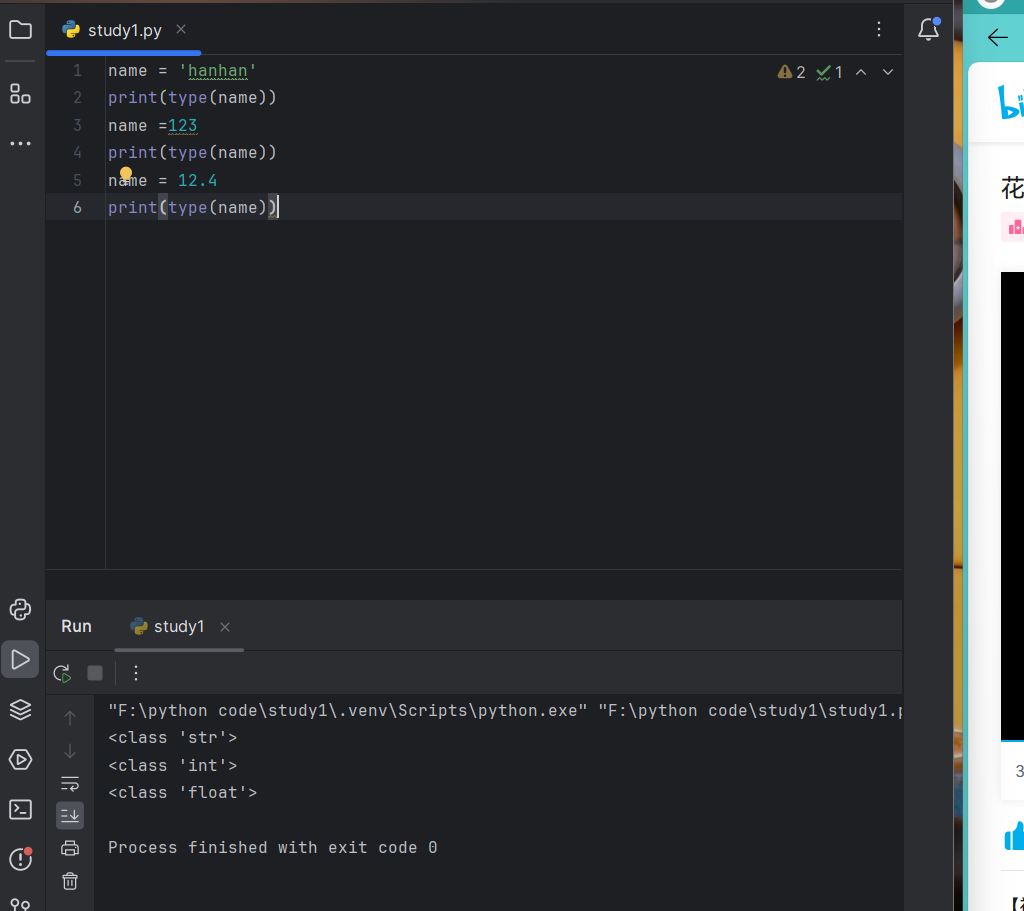 study1.py
1 name = 'hanhan'
2 print(type(name))
3 name =123
4 print(type(name))
5 name = 12.4
6 print(type(name))
2 1
Run study1
"F:\python code\study1\.venv\Scripts\python.exe" "F:\python code\study1\study1.p
<class 'str'>
<class 'int'>
<class 'float'>
Process finished with exit code 0
花
3